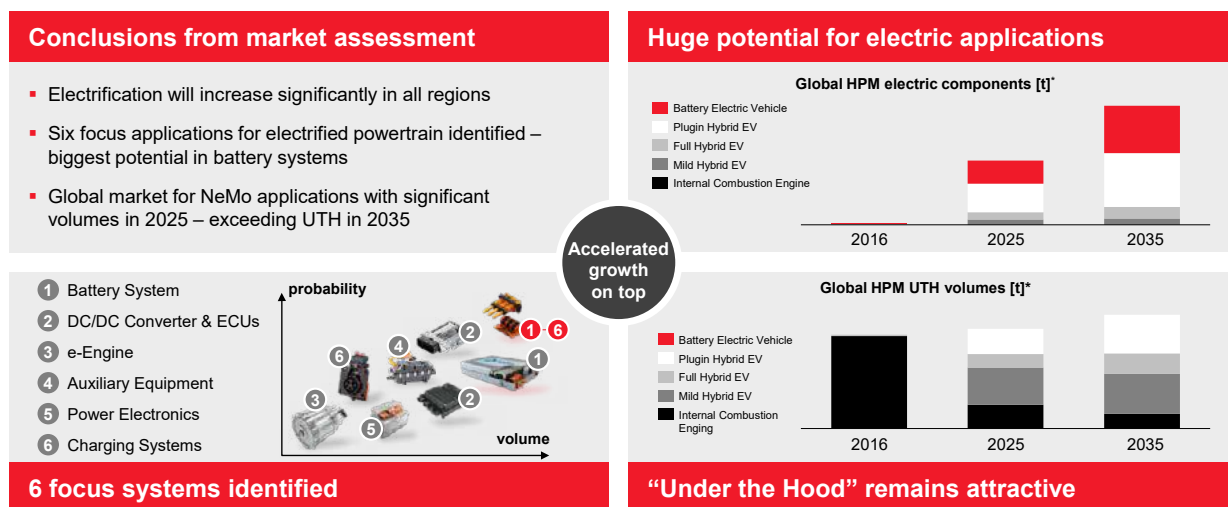 Conclusions from market assessment
▪ Electrification will increase significantly in all regions
▪ Six focus applications for electrified powertrain identified –
biggest potential in battery systems
▪ Global market for NeMo applications with significant
volumes in 2025 – exceeding UTH in 2035
Huge potential for electric applications
Global HPM electric components [t]*
Battery Electric Vehicle
Plugin Hybrid EV
Full Hybrid EV
Mild Hybrid EV
Internal Combustion Engine
2016 2025 2035
Accelerated
growth
on top
1 Battery System
2 DC/DC Converter & ECUs
3 e-Engine
4 Auxiliary Equipment
5 Power Electronics
6 Charging Systems
probability
1 - 6
2
4
6
1
2
3
5
volume
6 focus systems identified
Global HPM UTH volumes [t]*
Battery Electric Vehicle
Plugin Hybrid EV
Full Hybrid EV
Mild Hybrid EV
Internal Combustion
Enging
2016 2025 2035
“Under the Hood” remains attractive